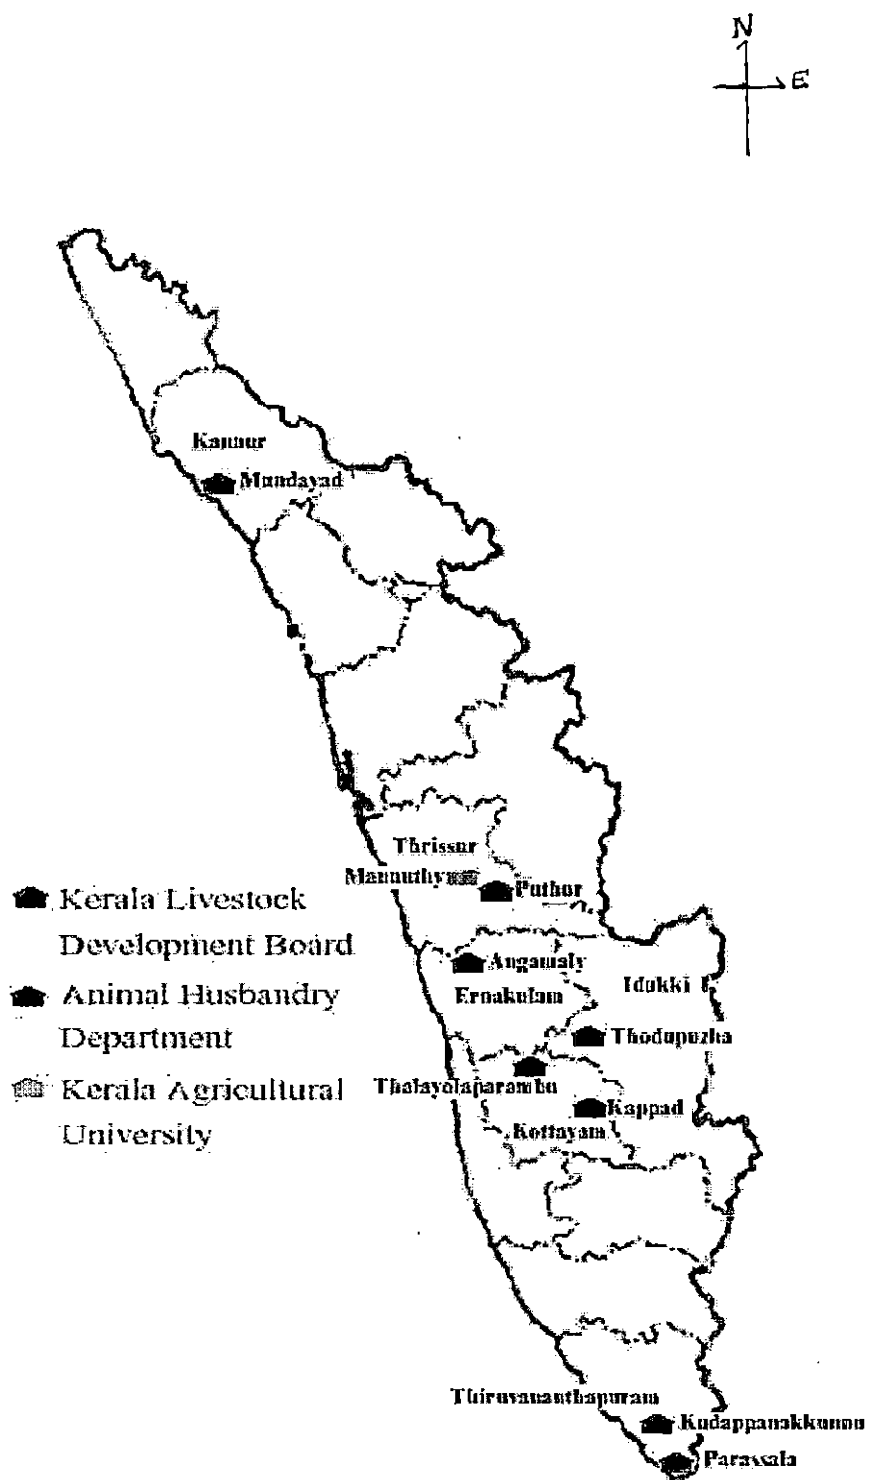 N
E
Kannur
Mundayad
Thrissur
Mannuthy
Puthur
Kerala Livestock
Development Board
Angamaly
Ernakulam
Idukki
Animal Husbandry
Department
Thodupuzha
Thalayolaparambu
Kerala Agricultural
University
Kappad
Kottayam
Thiruvananthapuram
Kudappanakkunnu
Parassala